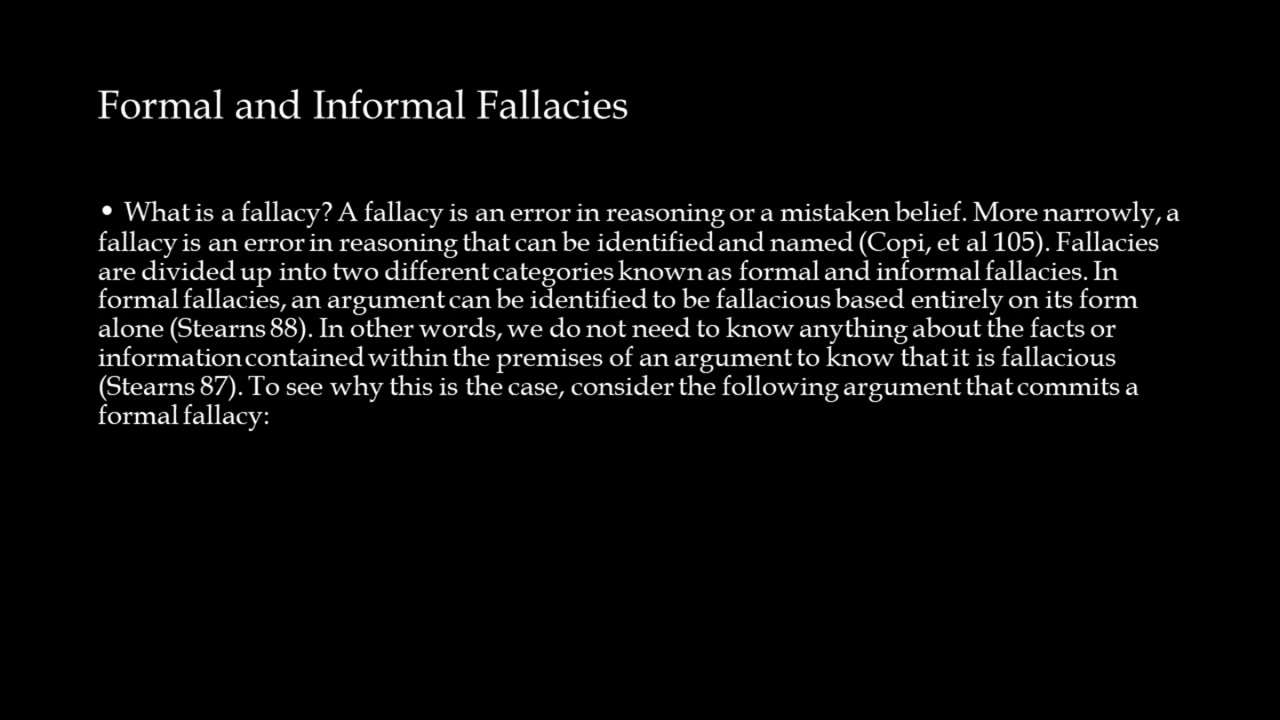 Formal and Informal Fallacies
• What is a fallacy? A fallacy is an error in reasoning or a mistaken belief. More narrowly, a
fallacy is an error in reasoning that can be identified and named (Copi, et al 105). Fallacies
are divided up into two different categories known as formal and informal fallacies. In
formal fallacies, an argument can be identified to be fallacious based entirely on its form
alone (Stearns 88). In other words, we do not need to know anything about the facts or
information contained within the premises of an argument to know that it is fallacious
(Stearns 87). To see why this is the case, consider the following argument that commits a
formal fallacy: